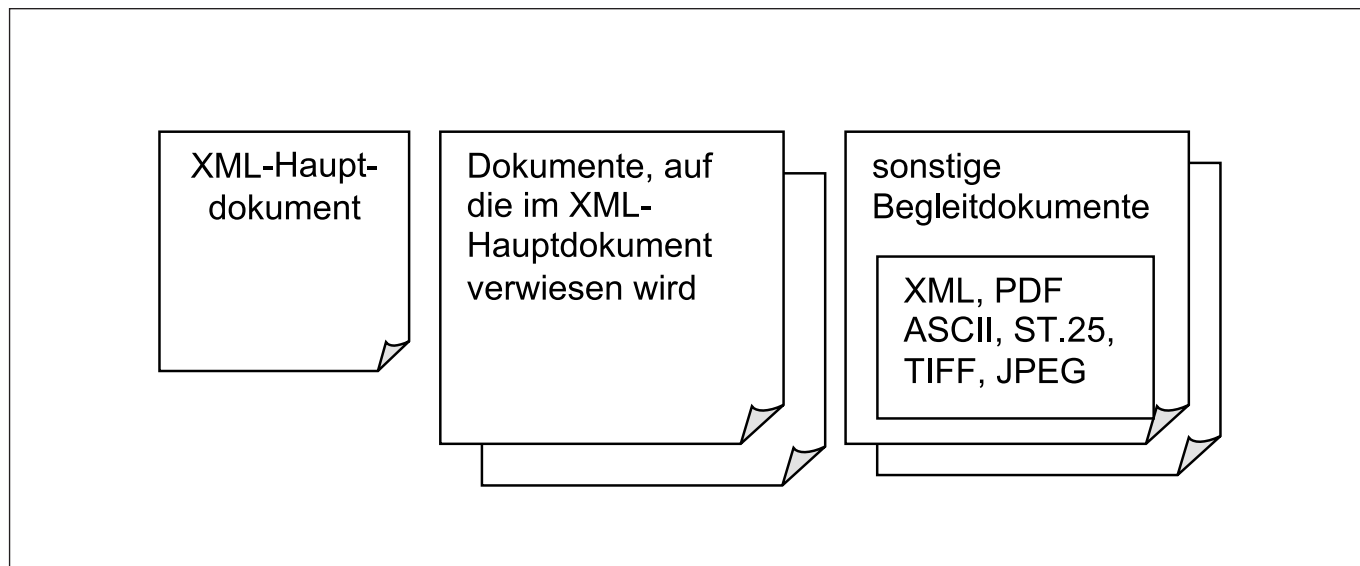 XML-Haupt-
dokument
Dokumente, auf
die im XML-
Hauptdokument
verwiesen wird
sonstige
Begleitdokumente
XML, PDF
ASCII, ST.25,
TIFF, JPEG